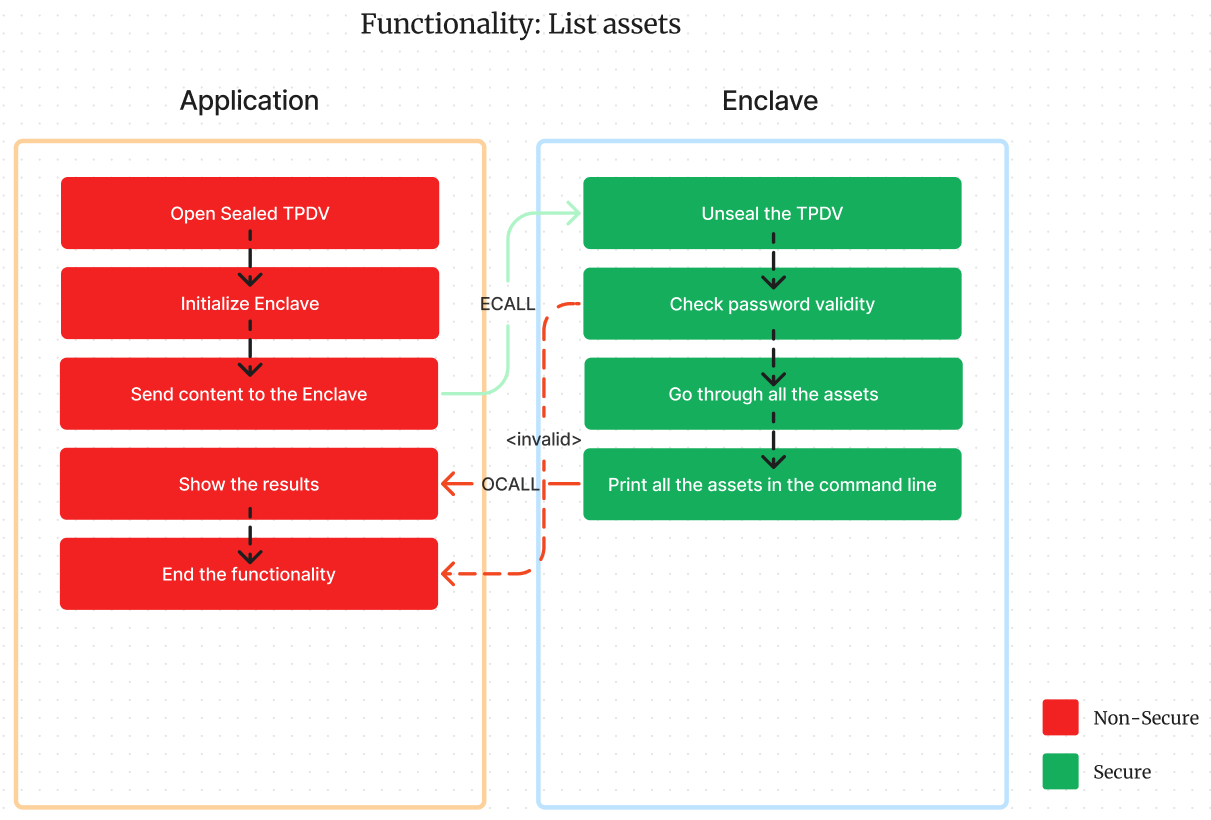 Functionality: List assets
Application
Enclave
Open Sealed TPDV
Unseal the TPDV
Initialize Enclave
ECALL
Check password validity
Send content to the Enclave
Go through all the assets
<invalid>
Show the results
OCALL
Print all the assets in the command line
End the functionality
Non-Secure
Secure